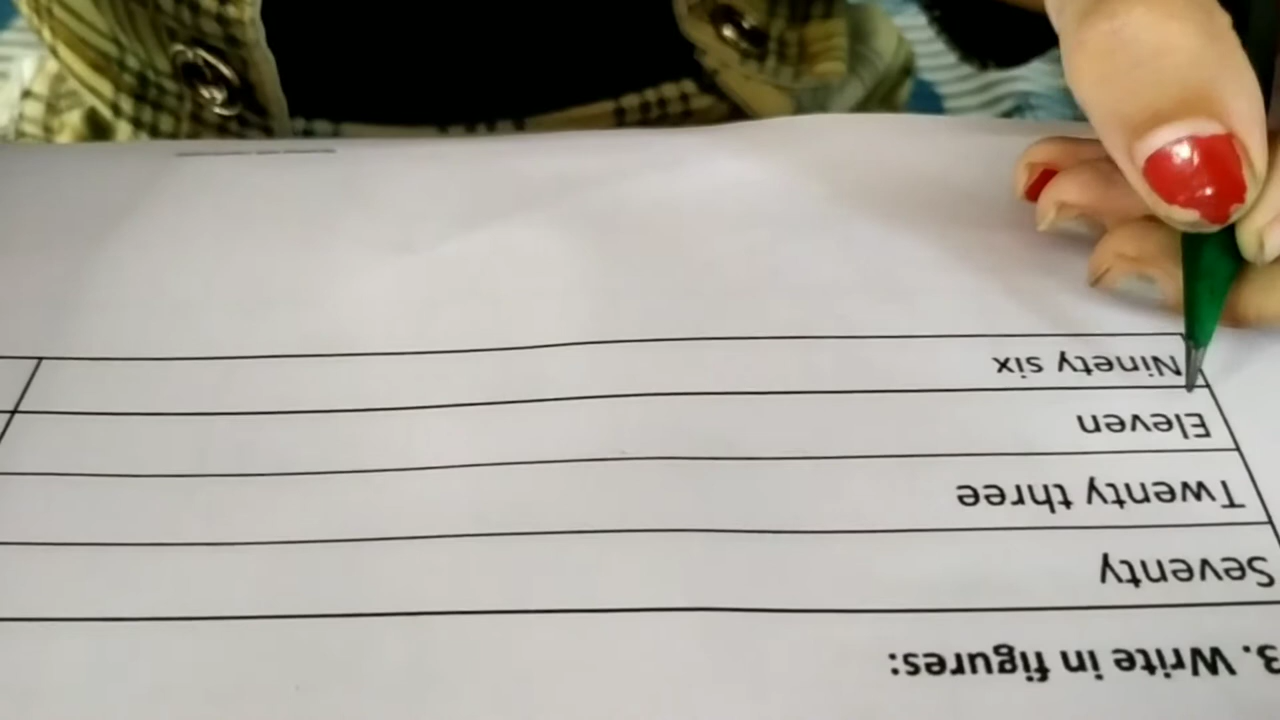 3. Write in figures:
Seventy
Twenty three
Eleven
Ninety six